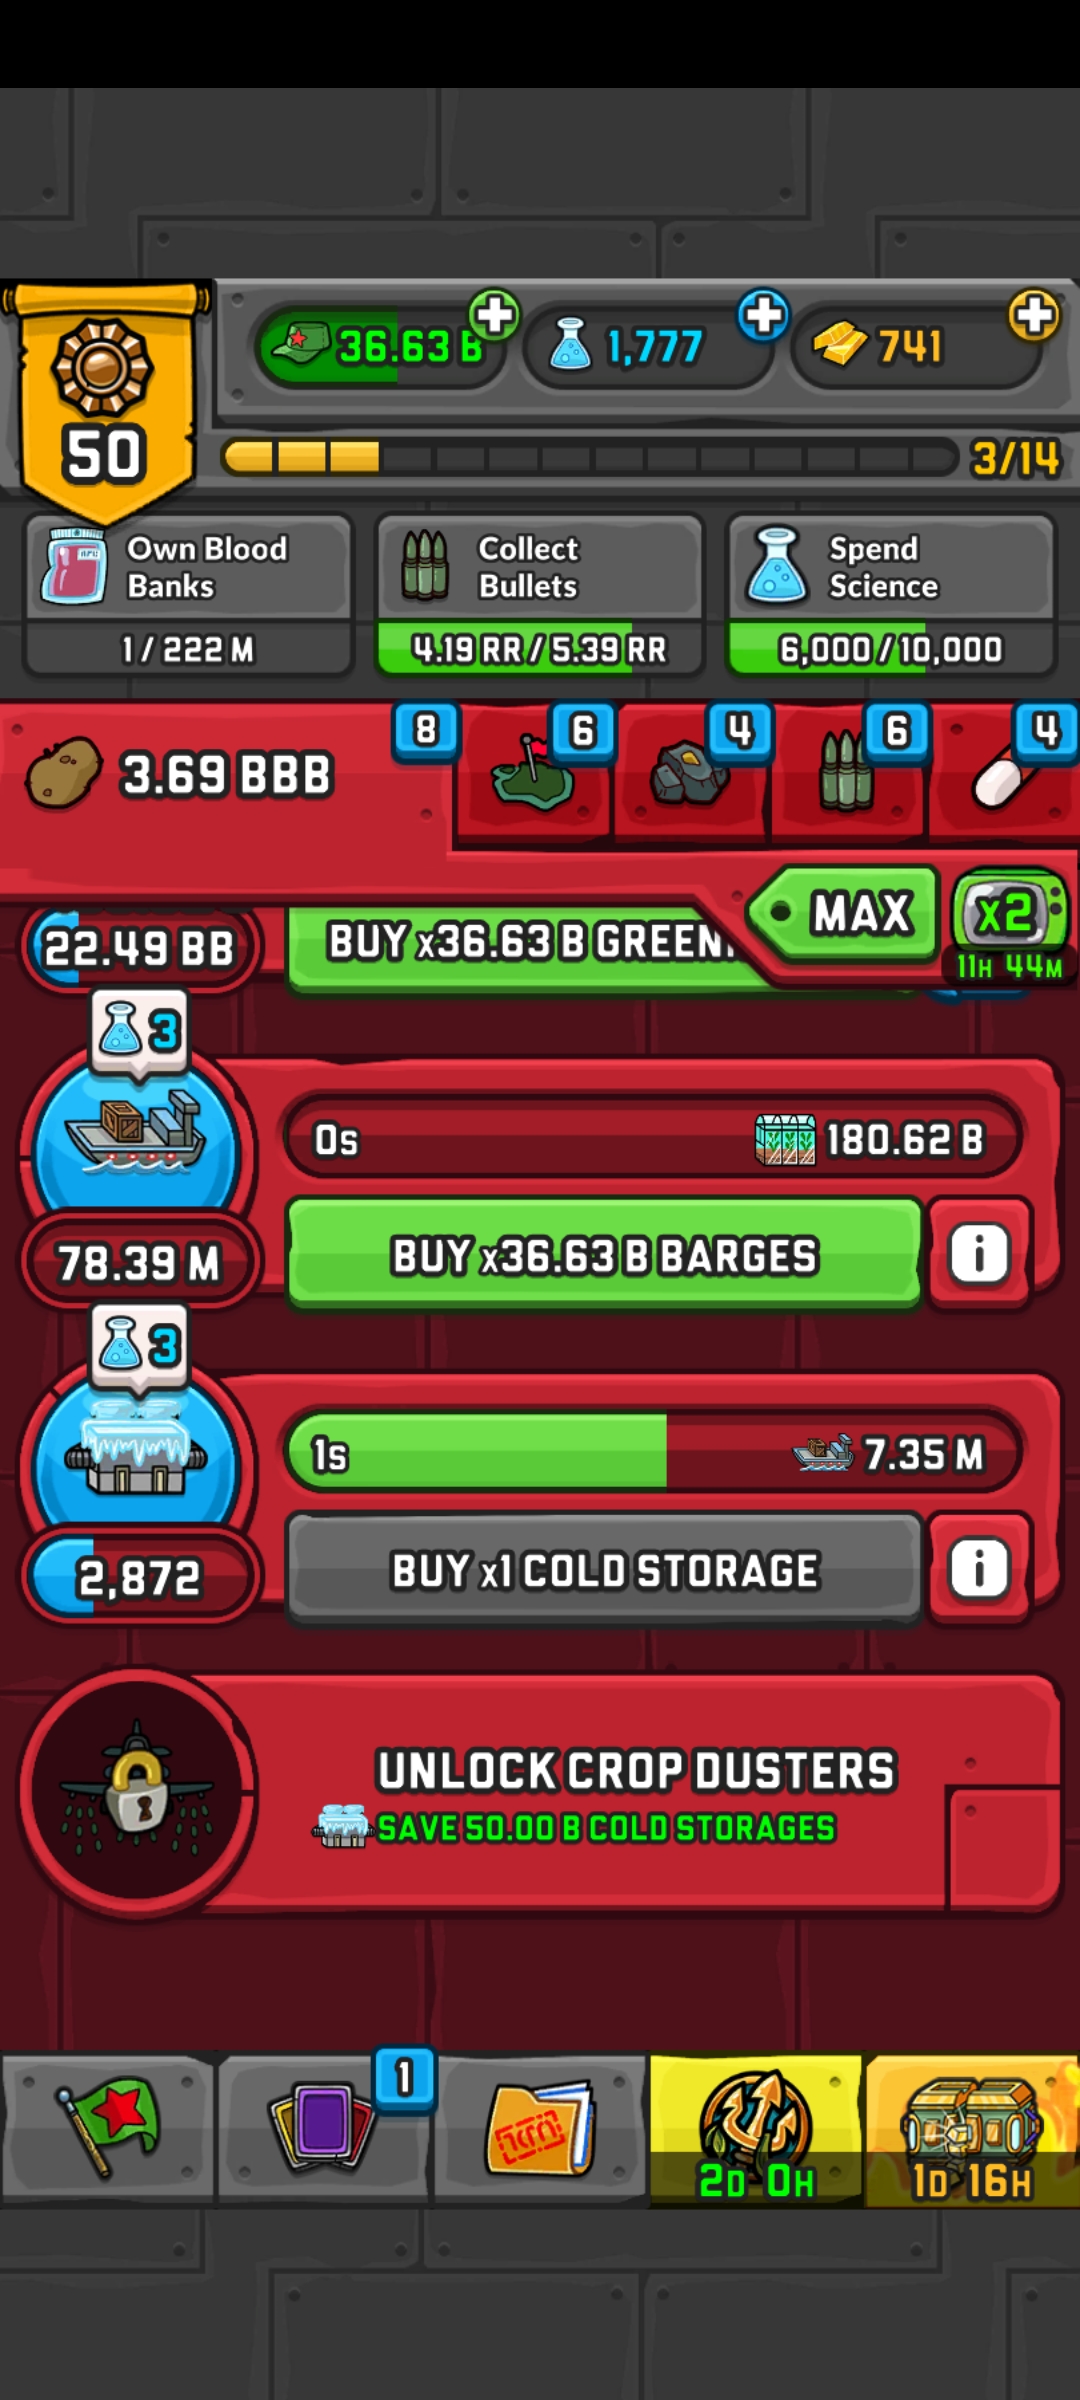 50
36.63 B
1,777
741
3/14
Own Blood
Banks
1 / 222 M
Collect
Bullets
4.19 RR / 5.39 RR
Spend
Science
6,000 / 10,000
3.69 BBB
8
6
4
6
4
MAX
x2
11H 44M
22.49 BB
BUY x36.63 B GREEN
3
0s
180.62 B
78.39 M
BUY x36.63 B BARGES
i
3
1s
7.35 M
2,872
BUY x1 COLD STORAGE
i
UNLOCK CROP DUSTERS
SAVE 50.00 B COLD STORAGES
1
2D 0H
1D 16H